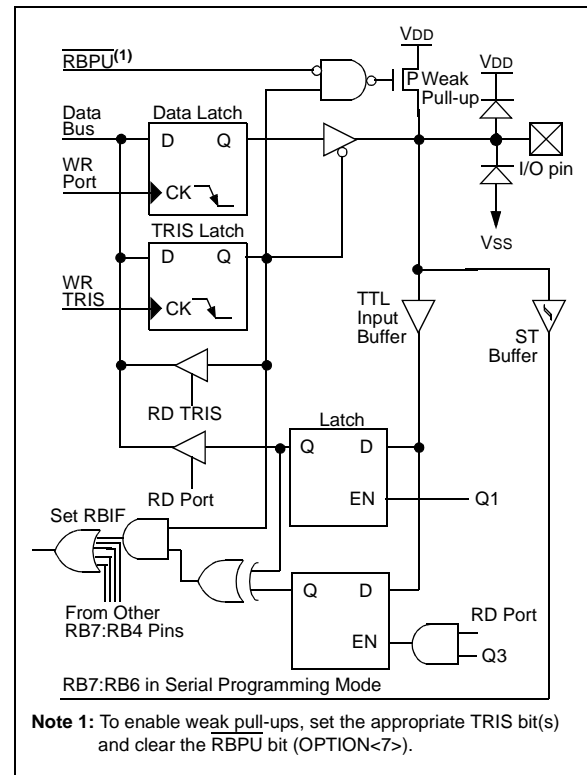 VDD
RBPU(1)
P Weak
Pull-up
VDD
Data
Bus
Data Latch
D Q
WR
Port
CK
I/O pin
VSS
TRIS Latch
D Q
WR
TRIS
CK
TTL
Input
Buffer
ST
Buffer
RD TRIS
Latch
Q D
RD Port
EN
Q1
Set RBIF
Q D
RD Port
EN
Q3
From Other
RB7:RB4 Pins
RB7:RB6 in Serial Programming Mode
Note 1: To enable weak pull-ups, set the appropriate TRIS bit(s)
and clear the RBPU bit (OPTION<7>).